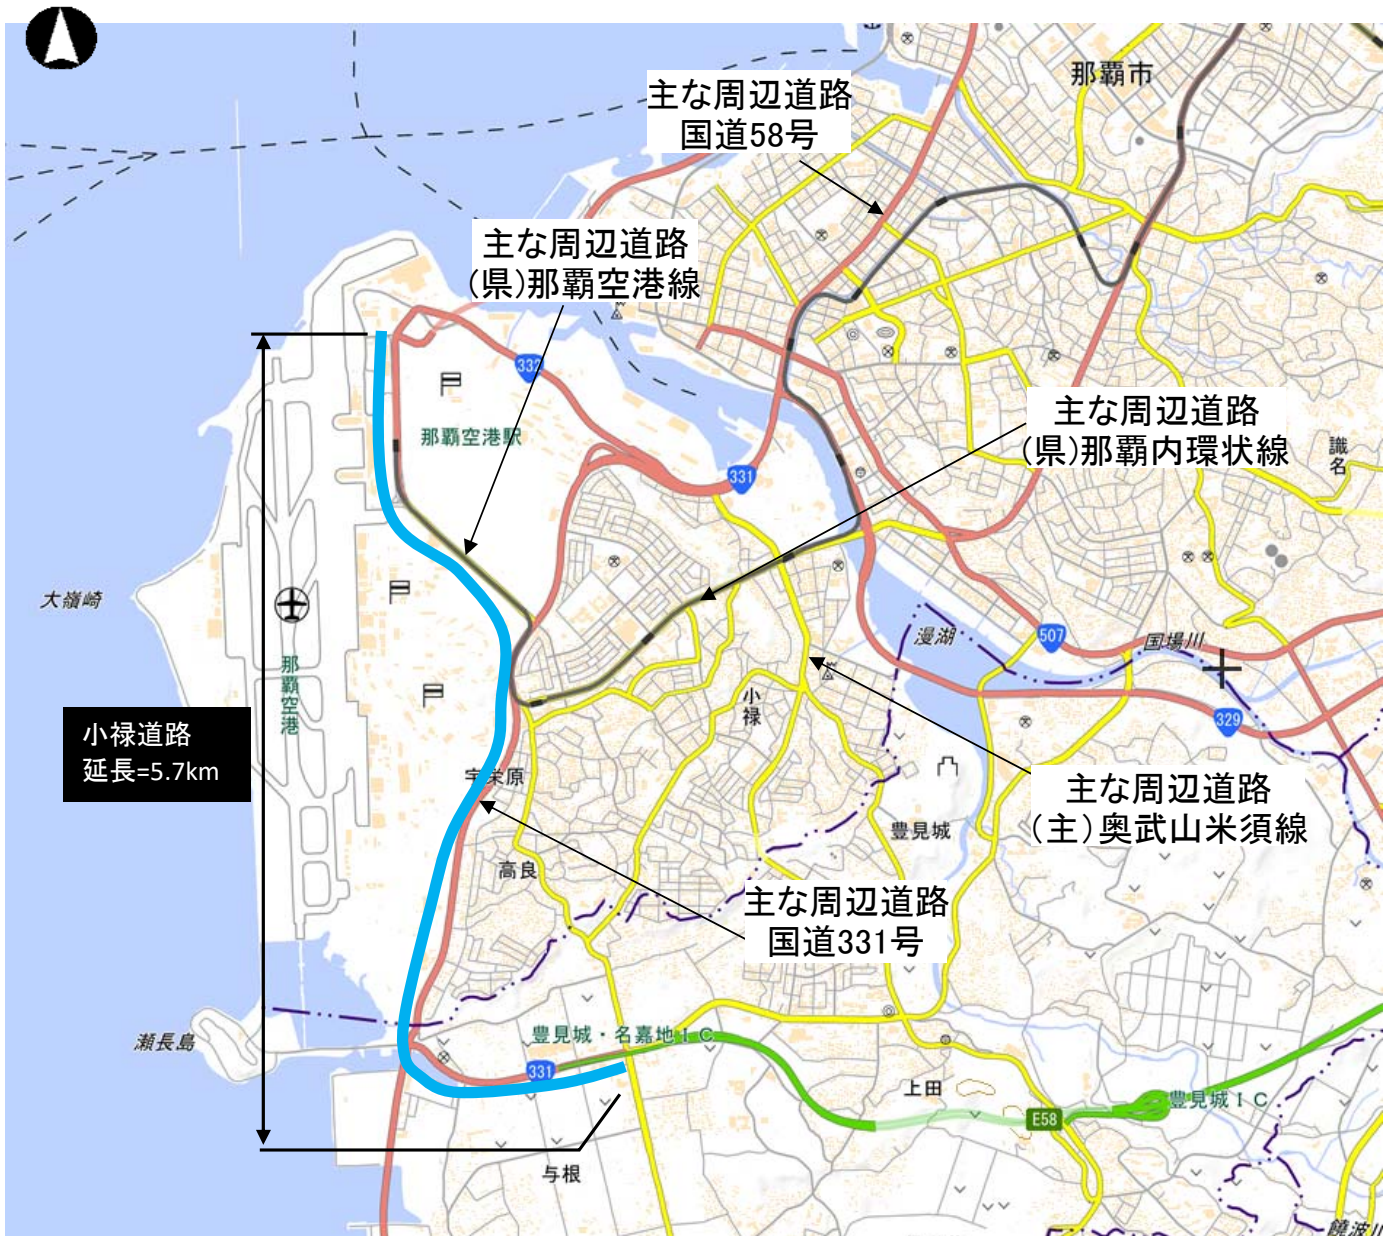 那覇市
主な周辺道路
国道58号
主な周辺道路
(県)那覇空港線
332
那覇空港駅
主な周辺道路
(県)那覇内環状線
識名
331
大嶺崎
那覇空港
漫湖
507
国場川
小禄
329
小禄道路
延長=5.7km
宇栄原
主な周辺道路
(主)奥武山米須線
豊見城
高良
主な周辺道路
国道331号
瀬長島
豊見城・名嘉地IC
331
上田
豊見城IC
E58
与根
饒波川